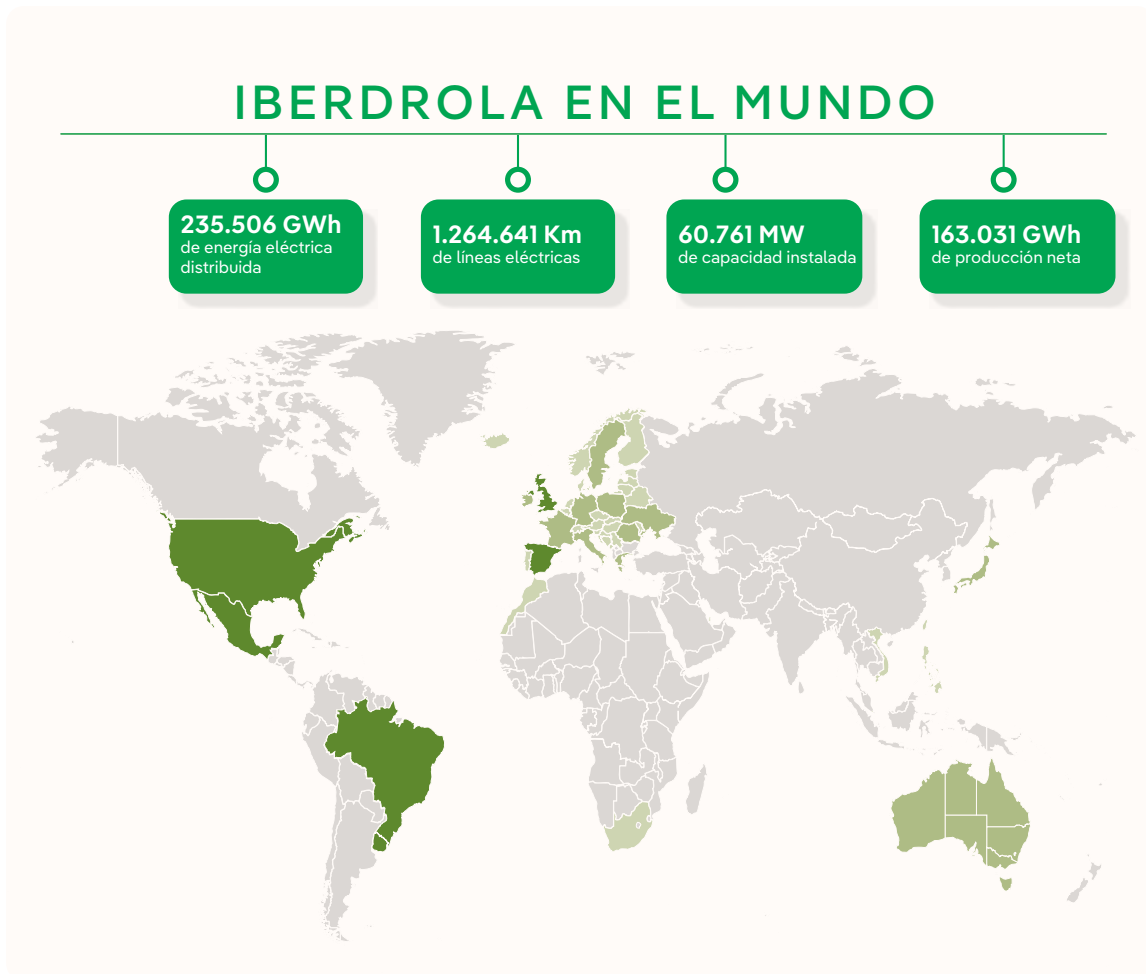 IBERDROLA EN EL MUNDO
235.506 GWh
de energía eléctrica
distribuida
1.264.641 Km
de líneas eléctricas
60.761 MW
de capacidad instalada
163.031 GWh
de producción neta